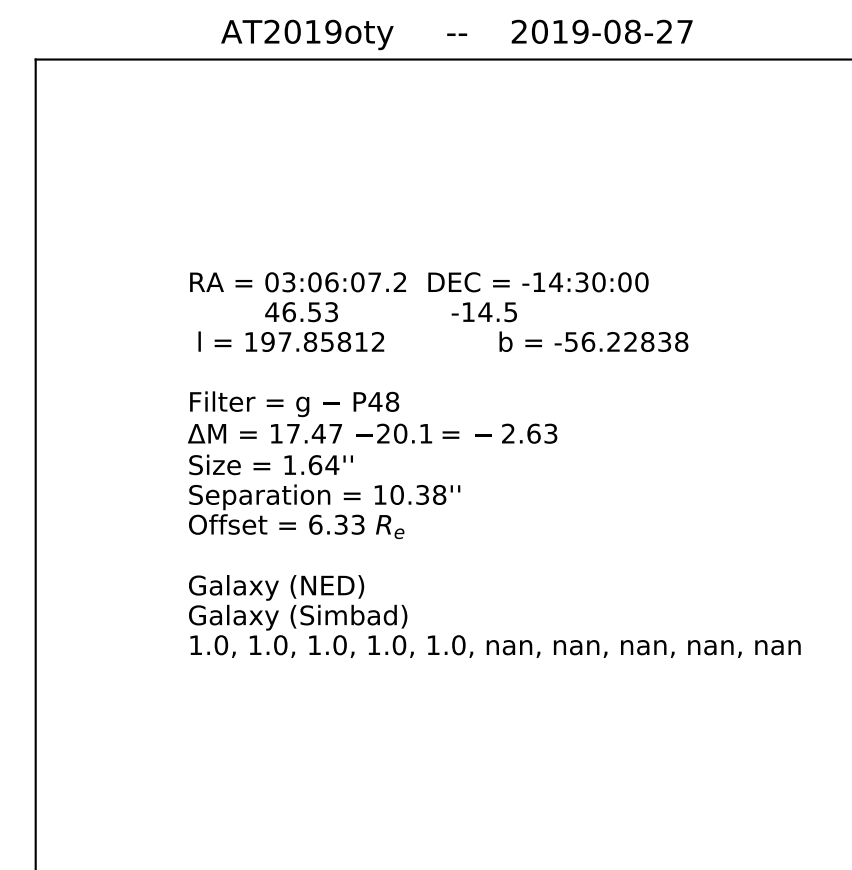 AT2019oty -- 2019-08-27
RA = 03:06:07.2 DEC = -14:30:00
46.53 -14.5
l = 197.85812 b = -56.22838
Filter = g − P48
ΔM = 17.47 −20.1 = − 2.63
Size = 1.64''
Separation = 10.38''
Offset = 6.33 Rₑ
Galaxy (NED)
Galaxy (Simbad)
1.0, 1.0, 1.0, 1.0, 1.0, nan, nan, nan, nan, nan